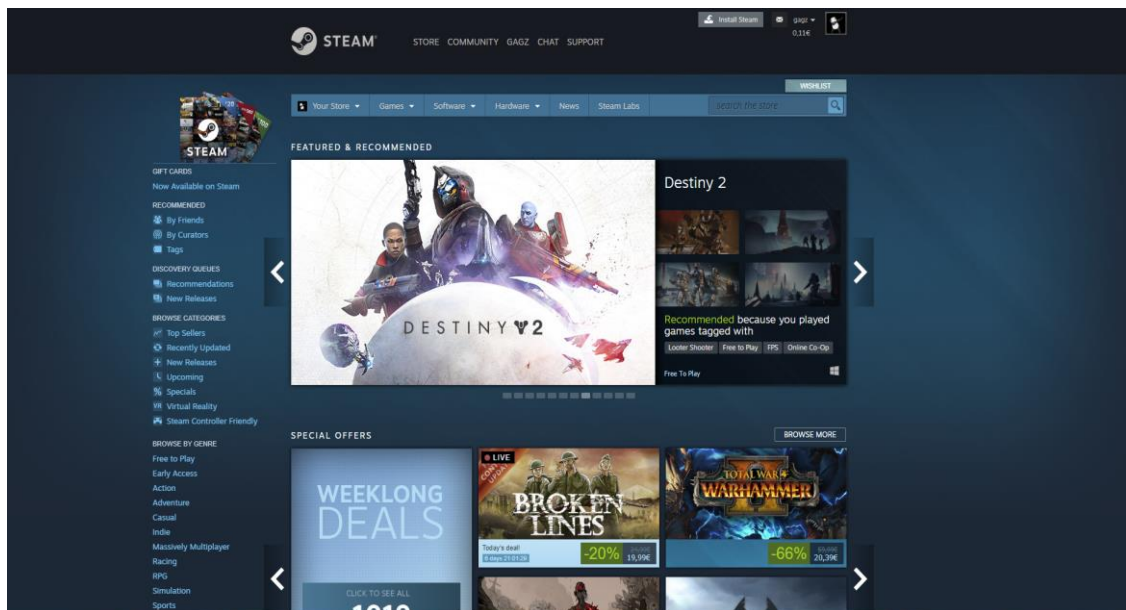 Install Steam
gagz
0,11€
STEAM
STORE COMMUNITY GAGZ CHAT SUPPORT
WISHLIST
Your Store Games Software Hardware News Steam Labs
search the store
STEAM
GIFT CARDS
Now Available on Steam
RECOMMENDED
By Friends
By Curators
Tags
DISCOVERY QUEUES
Recommendations
New Releases
BROWSE CATEGORIES
Top Sellers
Recently Updated
New Releases
Upcoming
Specials
VR Virtual Reality
Steam Controller Friendly
BROWSE BY GENRE
Free to Play
Early Access
Action
Adventure
Casual
Indie
Massively Multiplayer
Racing
RPG
Simulation
Sports
FEATURED & RECOMMENDED
DESTINY 2
Destiny 2
Recommended because you played
games tagged with
Looter Shooter Free to Play FPS Online Co-Op
Free To Play
SPECIAL OFFERS
BROWSE MORE
WEEKLONG
DEALS
CLICK TO SEE ALL
LIVE
BROKEN
LINES
Today's deal!
-20%
19,99€
TOTAL WAR
WARHAMMER
II
-66%
20,39€